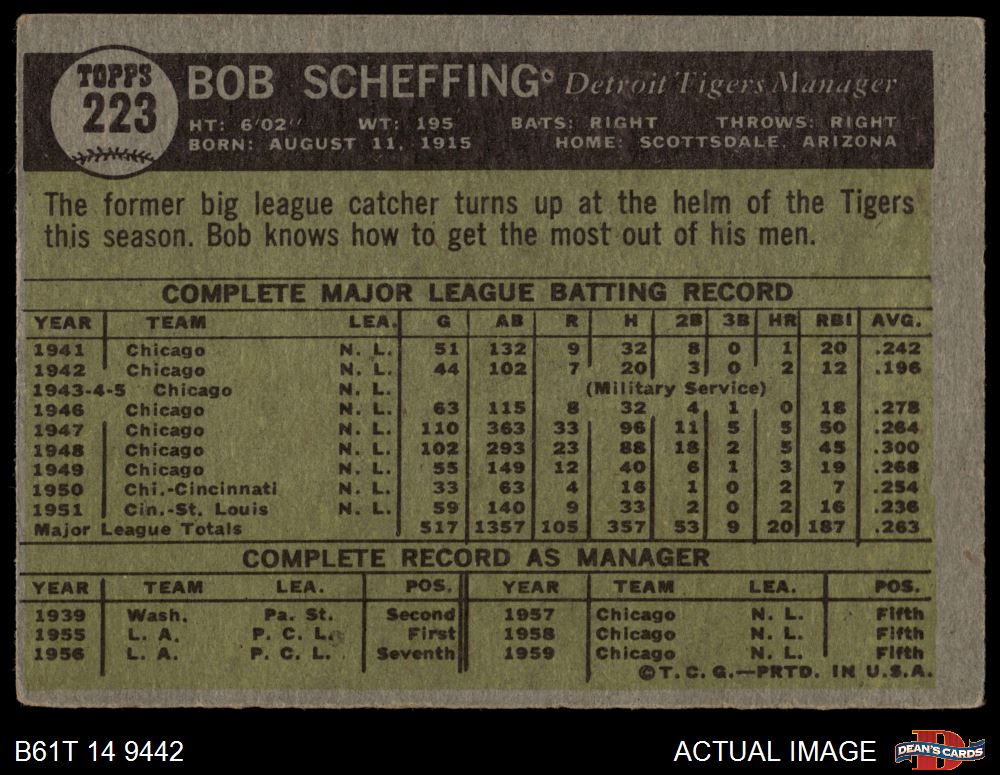 TOPPS
223
BOB SCHEFFING Detroit Tigers Manager
HT: 6'02" WT: 195 BATS: RIGHT THROWS: RIGHT
BORN: AUGUST 11, 1915 HOME: SCOTTSDALE, ARIZONA
The former big league catcher turns up at the helm of the Tigers
this season. Bob knows how to get the most out of his men.
COMPLETE MAJOR LEAGUE BATTING RECORD
YEAR TEAM LEA. G AB R H 2B 3B HR RBI AVG.
1941 Chicago N. L. 51 132 9 32 8 0 1 20 .242
1942 Chicago N. L. 44 102 7 20 3 0 2 12 .196
1943-4-5 Chicago N. L. (Military Service)
1946 Chicago N. L. 63 115 8 32 4 1 0 18 .278
1947 Chicago N. L. 110 363 33 96 11 5 5 50 .264
1948 Chicago N. L. 102 293 23 88 18 2 5 45 .300
1949 Chicago N. L. 55 149 12 40 6 1 3 19 .268
1950 Chi.-Cincinnati N. L. 33 63 4 16 1 0 2 7 .254
1951 Cin.-St. Louis N. L. 59 140 9 33 2 0 2 16 .236
Major League Totals 517 1357 105 357 53 9 20 187 .263
COMPLETE RECORD AS MANAGER
YEAR TEAM LEA. POS. YEAR TEAM LEA. POS.
1939 Wash. Pa. St. Second 1957 Chicago N. L. Fifth
1955 L. A. P. C. L. First 1958 Chicago N. L. Fifth
1956 L. A. P. C. L. Seventh 1959 Chicago N. L. Fifth
©T. C. G.—PRTD. IN U.S.A.
B61T 14 9442 ACTUAL IMAGE DEAN'S CARDS